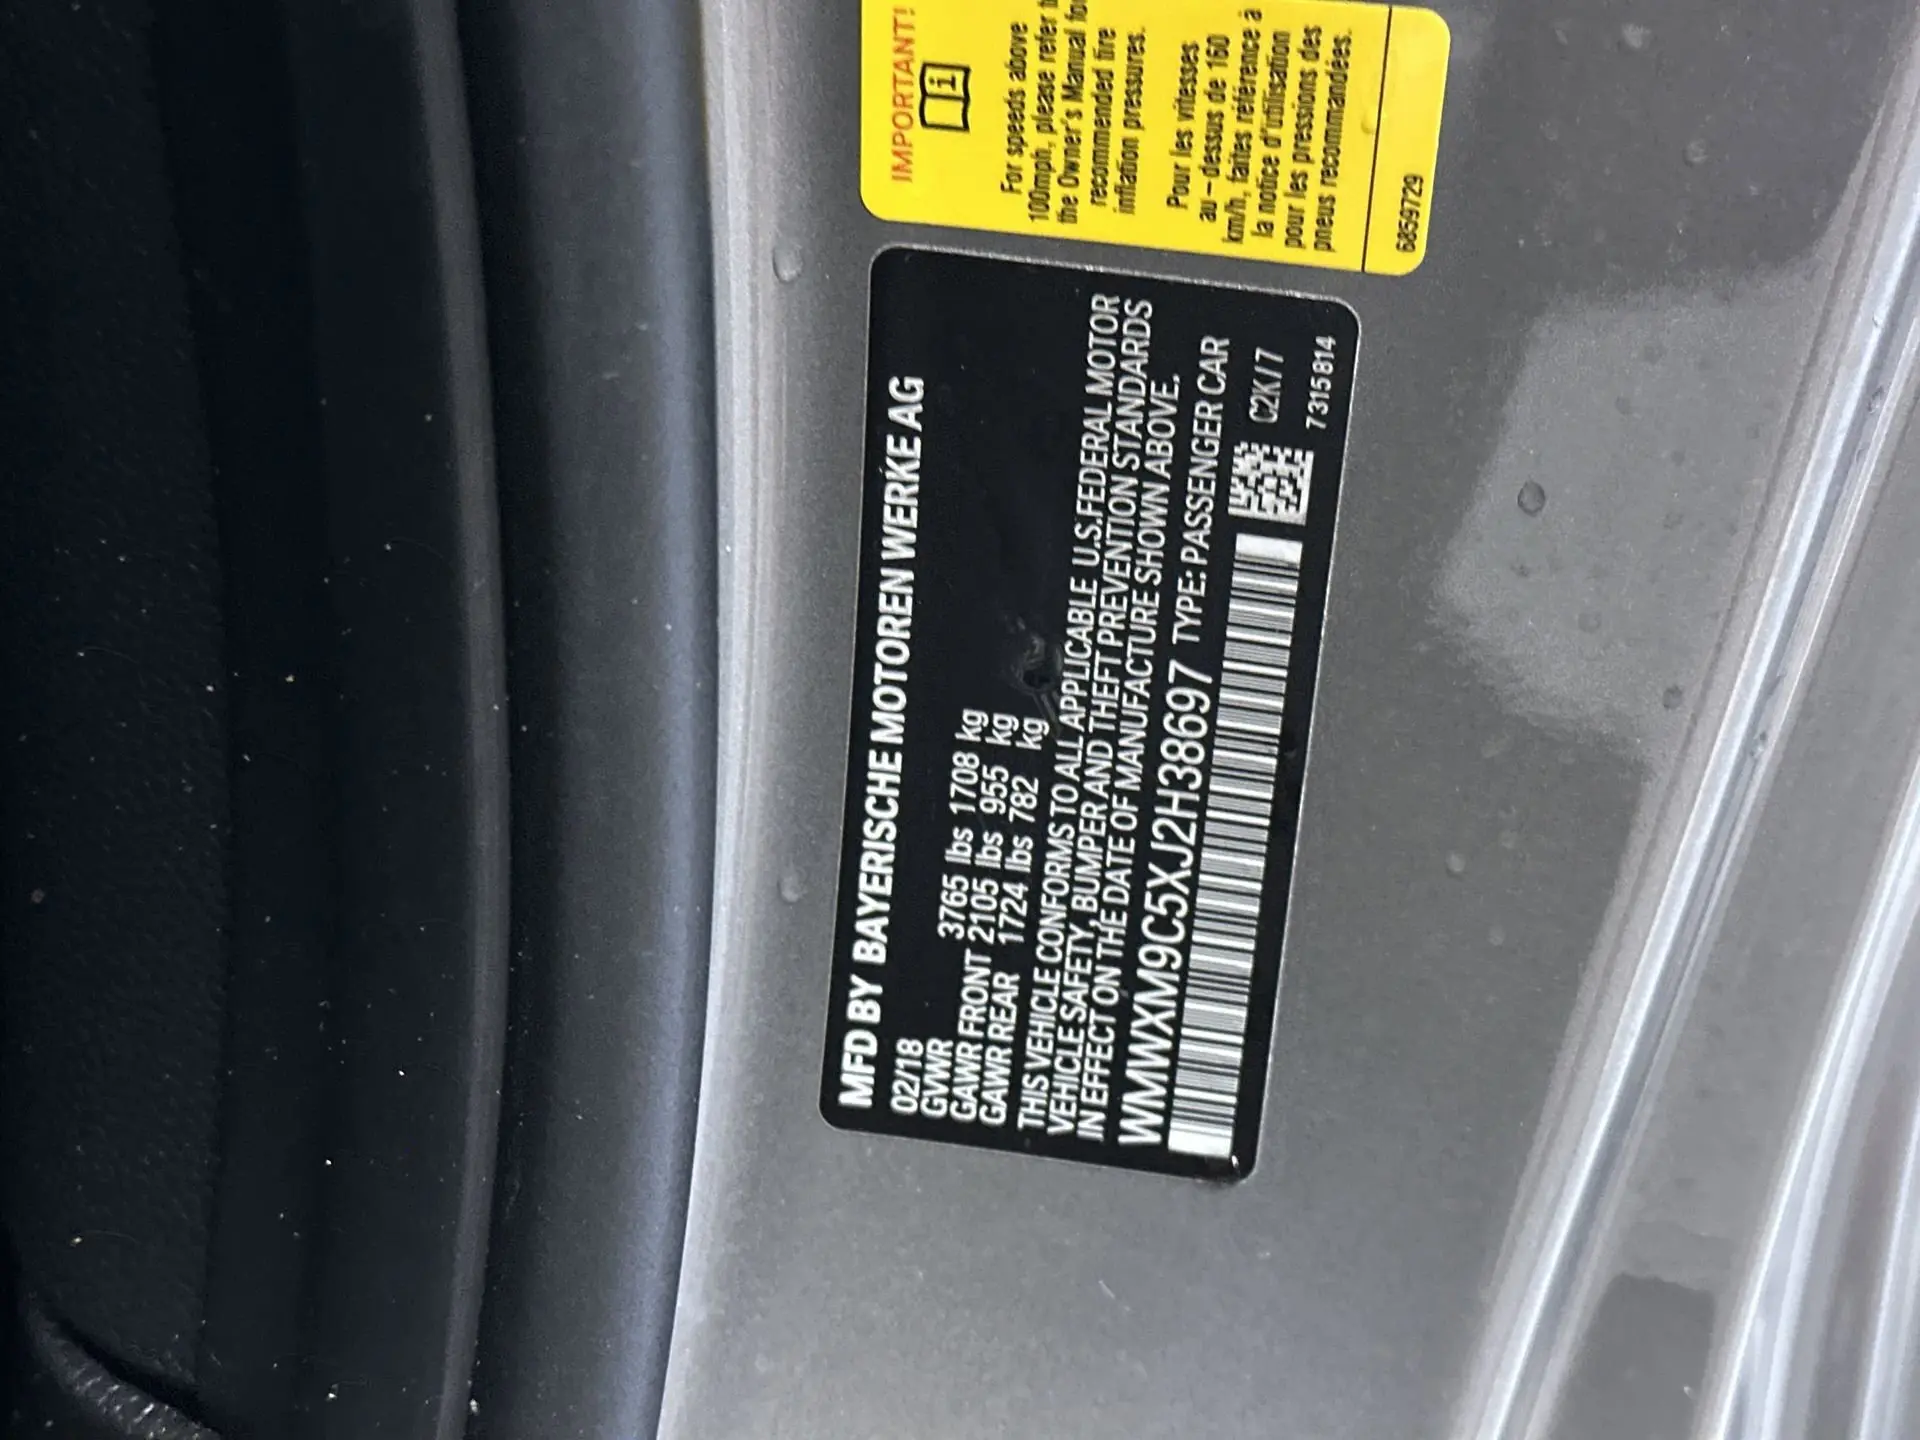 MFD BY BAYERISCHE MOTOREN WERKE AG
02/18
GVWR 3765 lbs 1708 kg
GAWR FRONT 2105 lbs 955 kg
GAWR REAR 1724 lbs 782 kg
THIS VEHICLE CONFORMS TO ALL APPLICABLE U.S.FEDERAL MOTOR
VEHICLE SAFETY, BUMPER AND THEFT PREVENTION STANDARDS
IN EFFECT ON THE DATE OF MANUFACTURE SHOWN ABOVE.
WMWXM9C5XJ2H38697 TYPE: PASSENGER CAR
C2K/7
7315814
IMPORTANT!
i
For speeds above
100mph, please refer
the Owner's Manual
recommended tire
inflation pressures.
Pour les vitesses
au-dessus de 160
km/h, faites référence à
la notice d'utilisation
pour les pressions des
pneus recommandées.
6859729